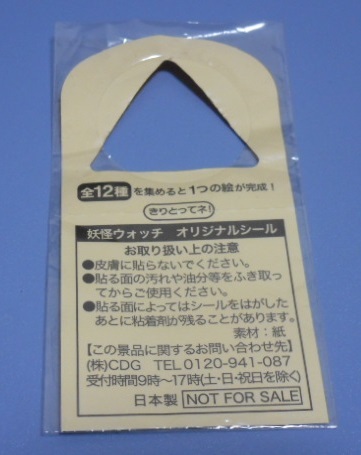 全12種を集めると1つの絵が完成！
きりとってネ！
妖怪ウォッチ オリジナルシール
お取り扱い上の注意
●皮膚に貼らないでください。
●貼る面の汚れや油分等をふき取
ってからご使用ください。
●貼る面によってはシールをはがした
あとに粘着剤が残ることがあります。
素材：紙
【この景品に関するお問い合わせ先】
(株)CDG TEL 0120-941-087
受付時間9時〜17時(土・日・祝日を除く)
日本製 NOT FOR SALE